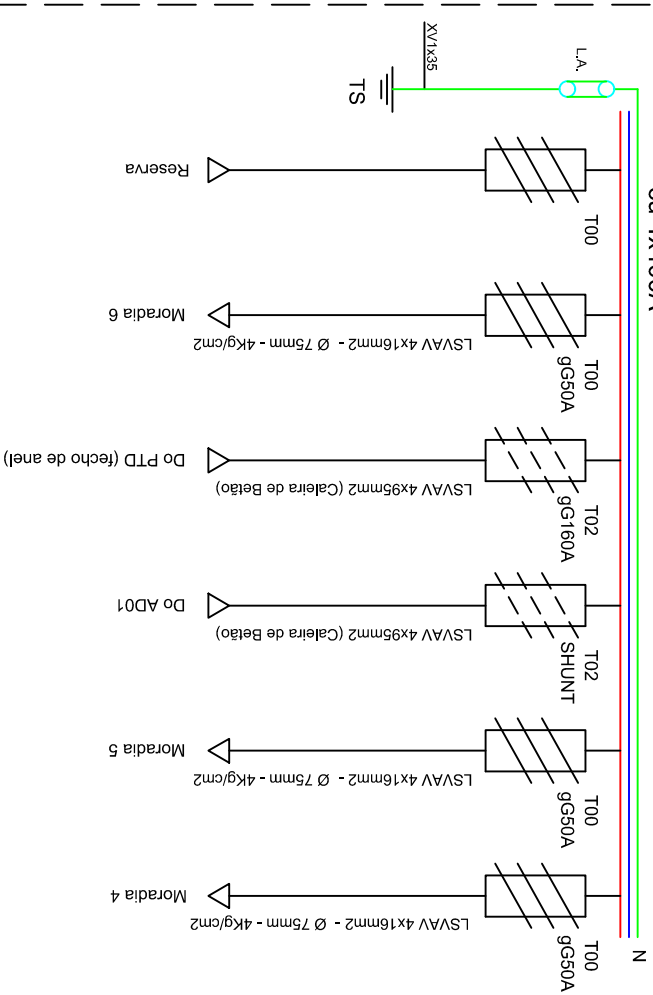 XV1x35
L.A.
TS
Reserva
T00
Moradia 6
LSVAV 4x16mm2 - Ø 75mm - 4Kg/cm2
T00
gG50A
Do PTD (fecho de anel)
LSVAV 4x95mm2 (Caleira de Betão)
T02
gG160A
Do AD01
LSVAV 4x95mm2 (Caleira de Betão)
T02
SHUNT
Moradia 5
LSVAV 4x16mm2 - Ø 75mm - 4Kg/cm2
T00
gG50A
Moradia 4
LSVAV 4x16mm2 - Ø 75mm - 4Kg/cm2
T00
gG50A
N